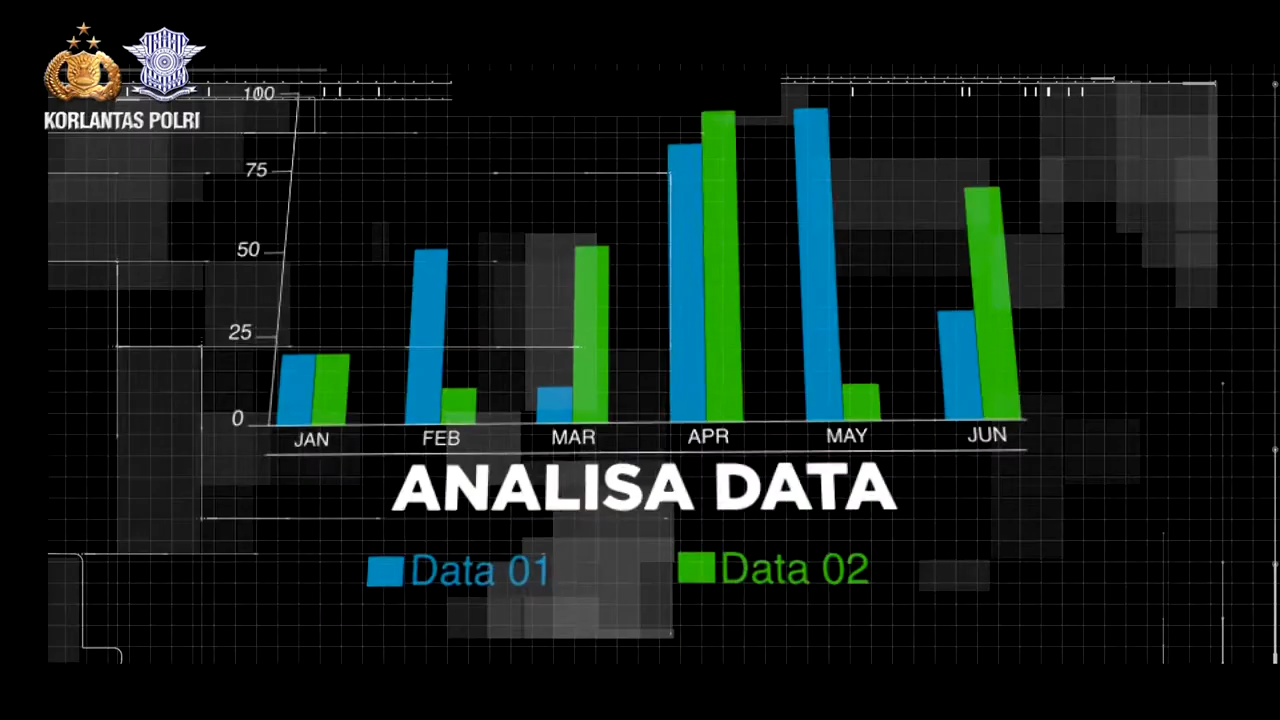 KORLANTAS POLRI
100
75
50
25
0
JAN FEB MAR APR MAY JUN
ANALISA DATA
Data 01 Data 02